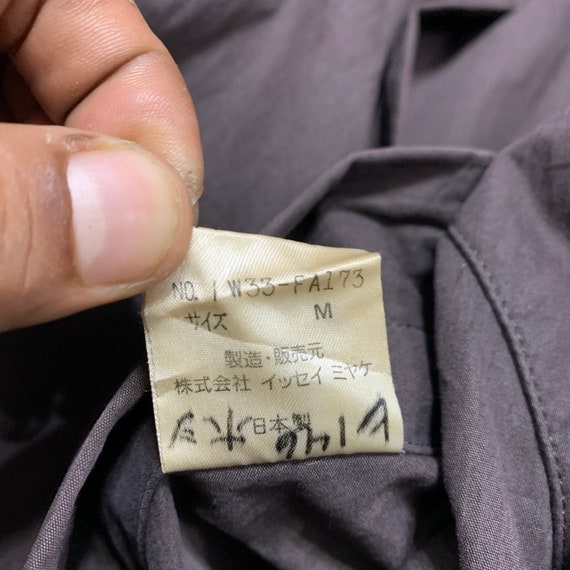 NO. IW33-FA173
サイズ M
製造・販売元
株式会社 イッセイ ミヤケ
日本製